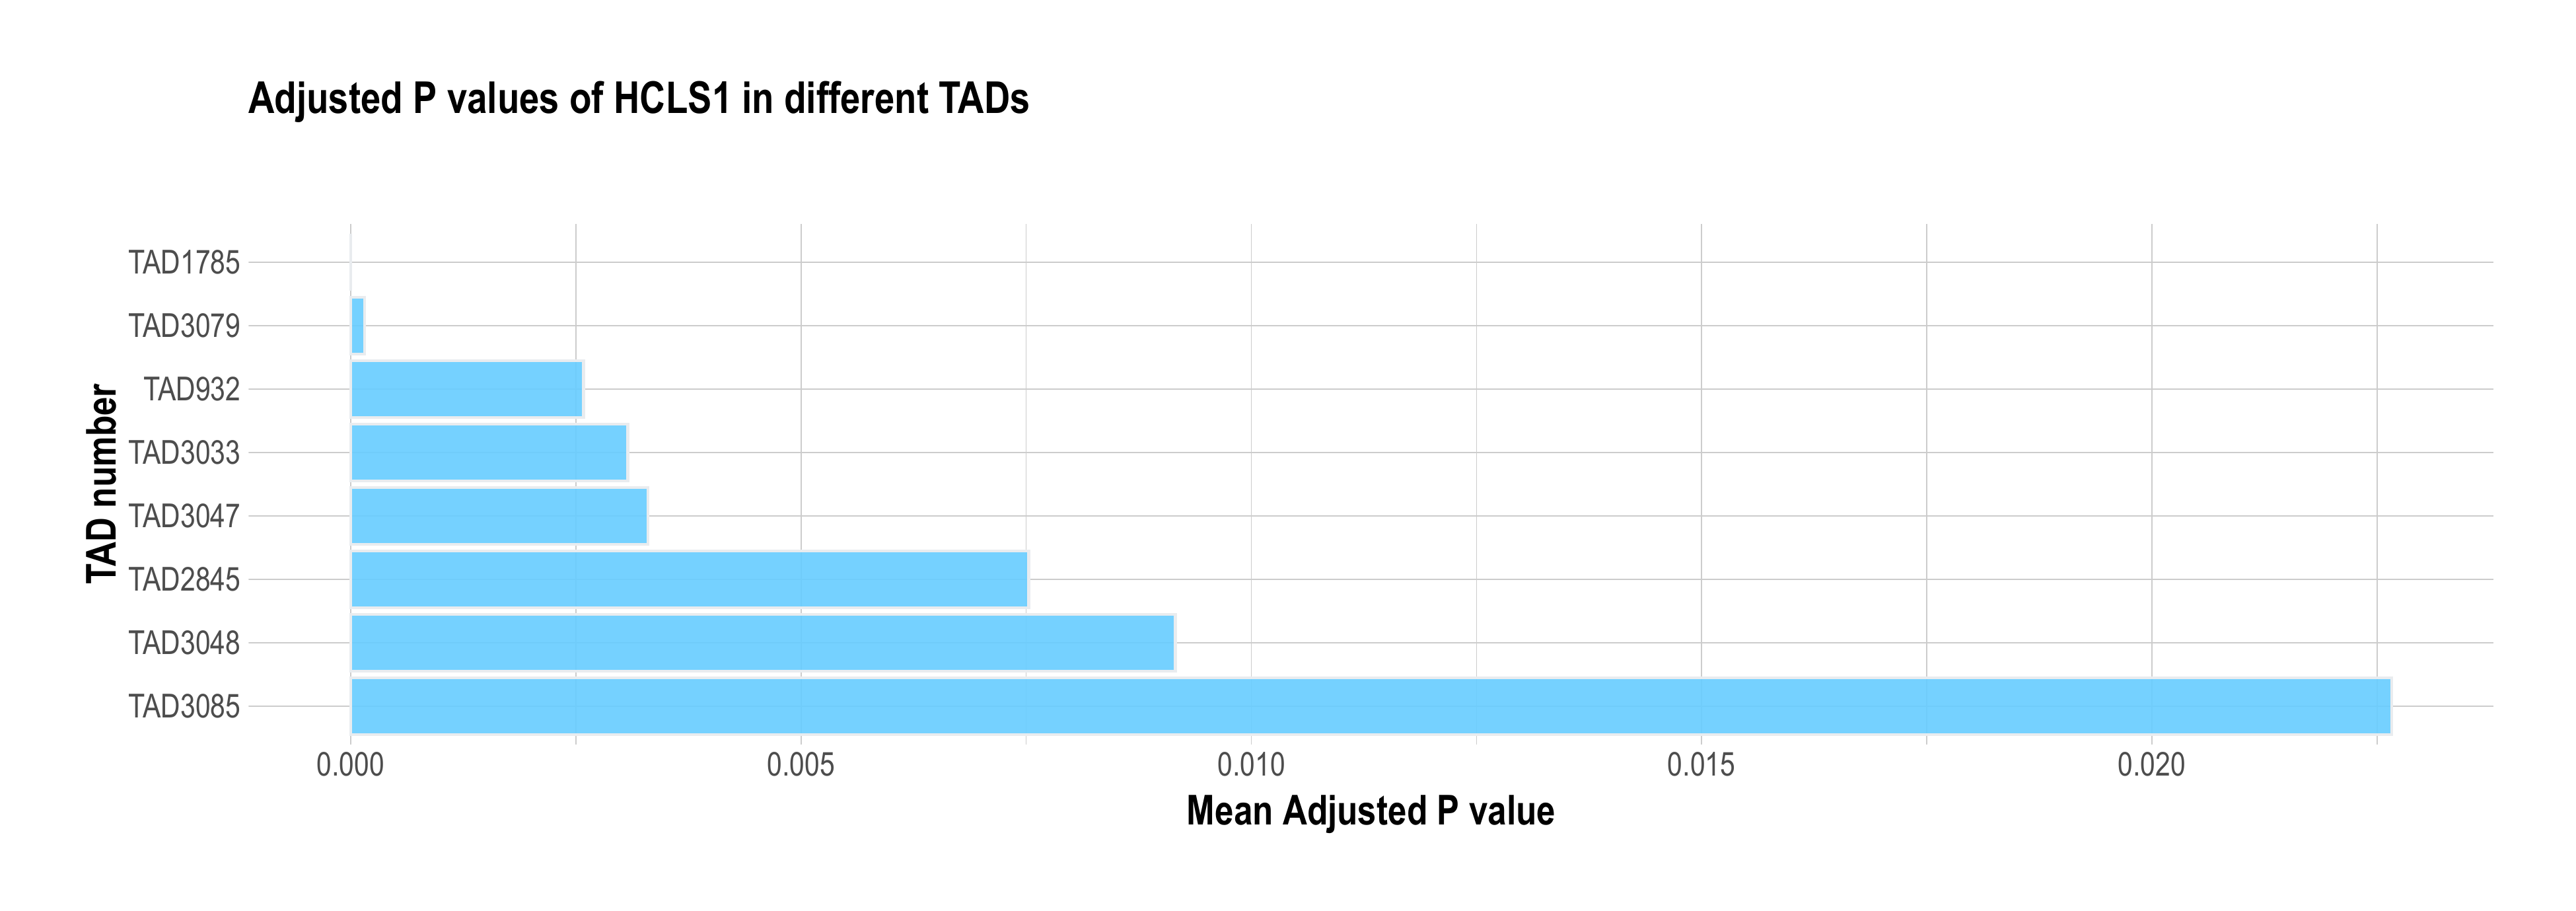 Adjusted P values of HCLS1 in different TADs
TAD number
TAD1785
TAD3079
TAD932
TAD3033
TAD3047
TAD2845
TAD3048
TAD3085
0.000 0.005 0.010 0.015 0.020
Mean Adjusted P value